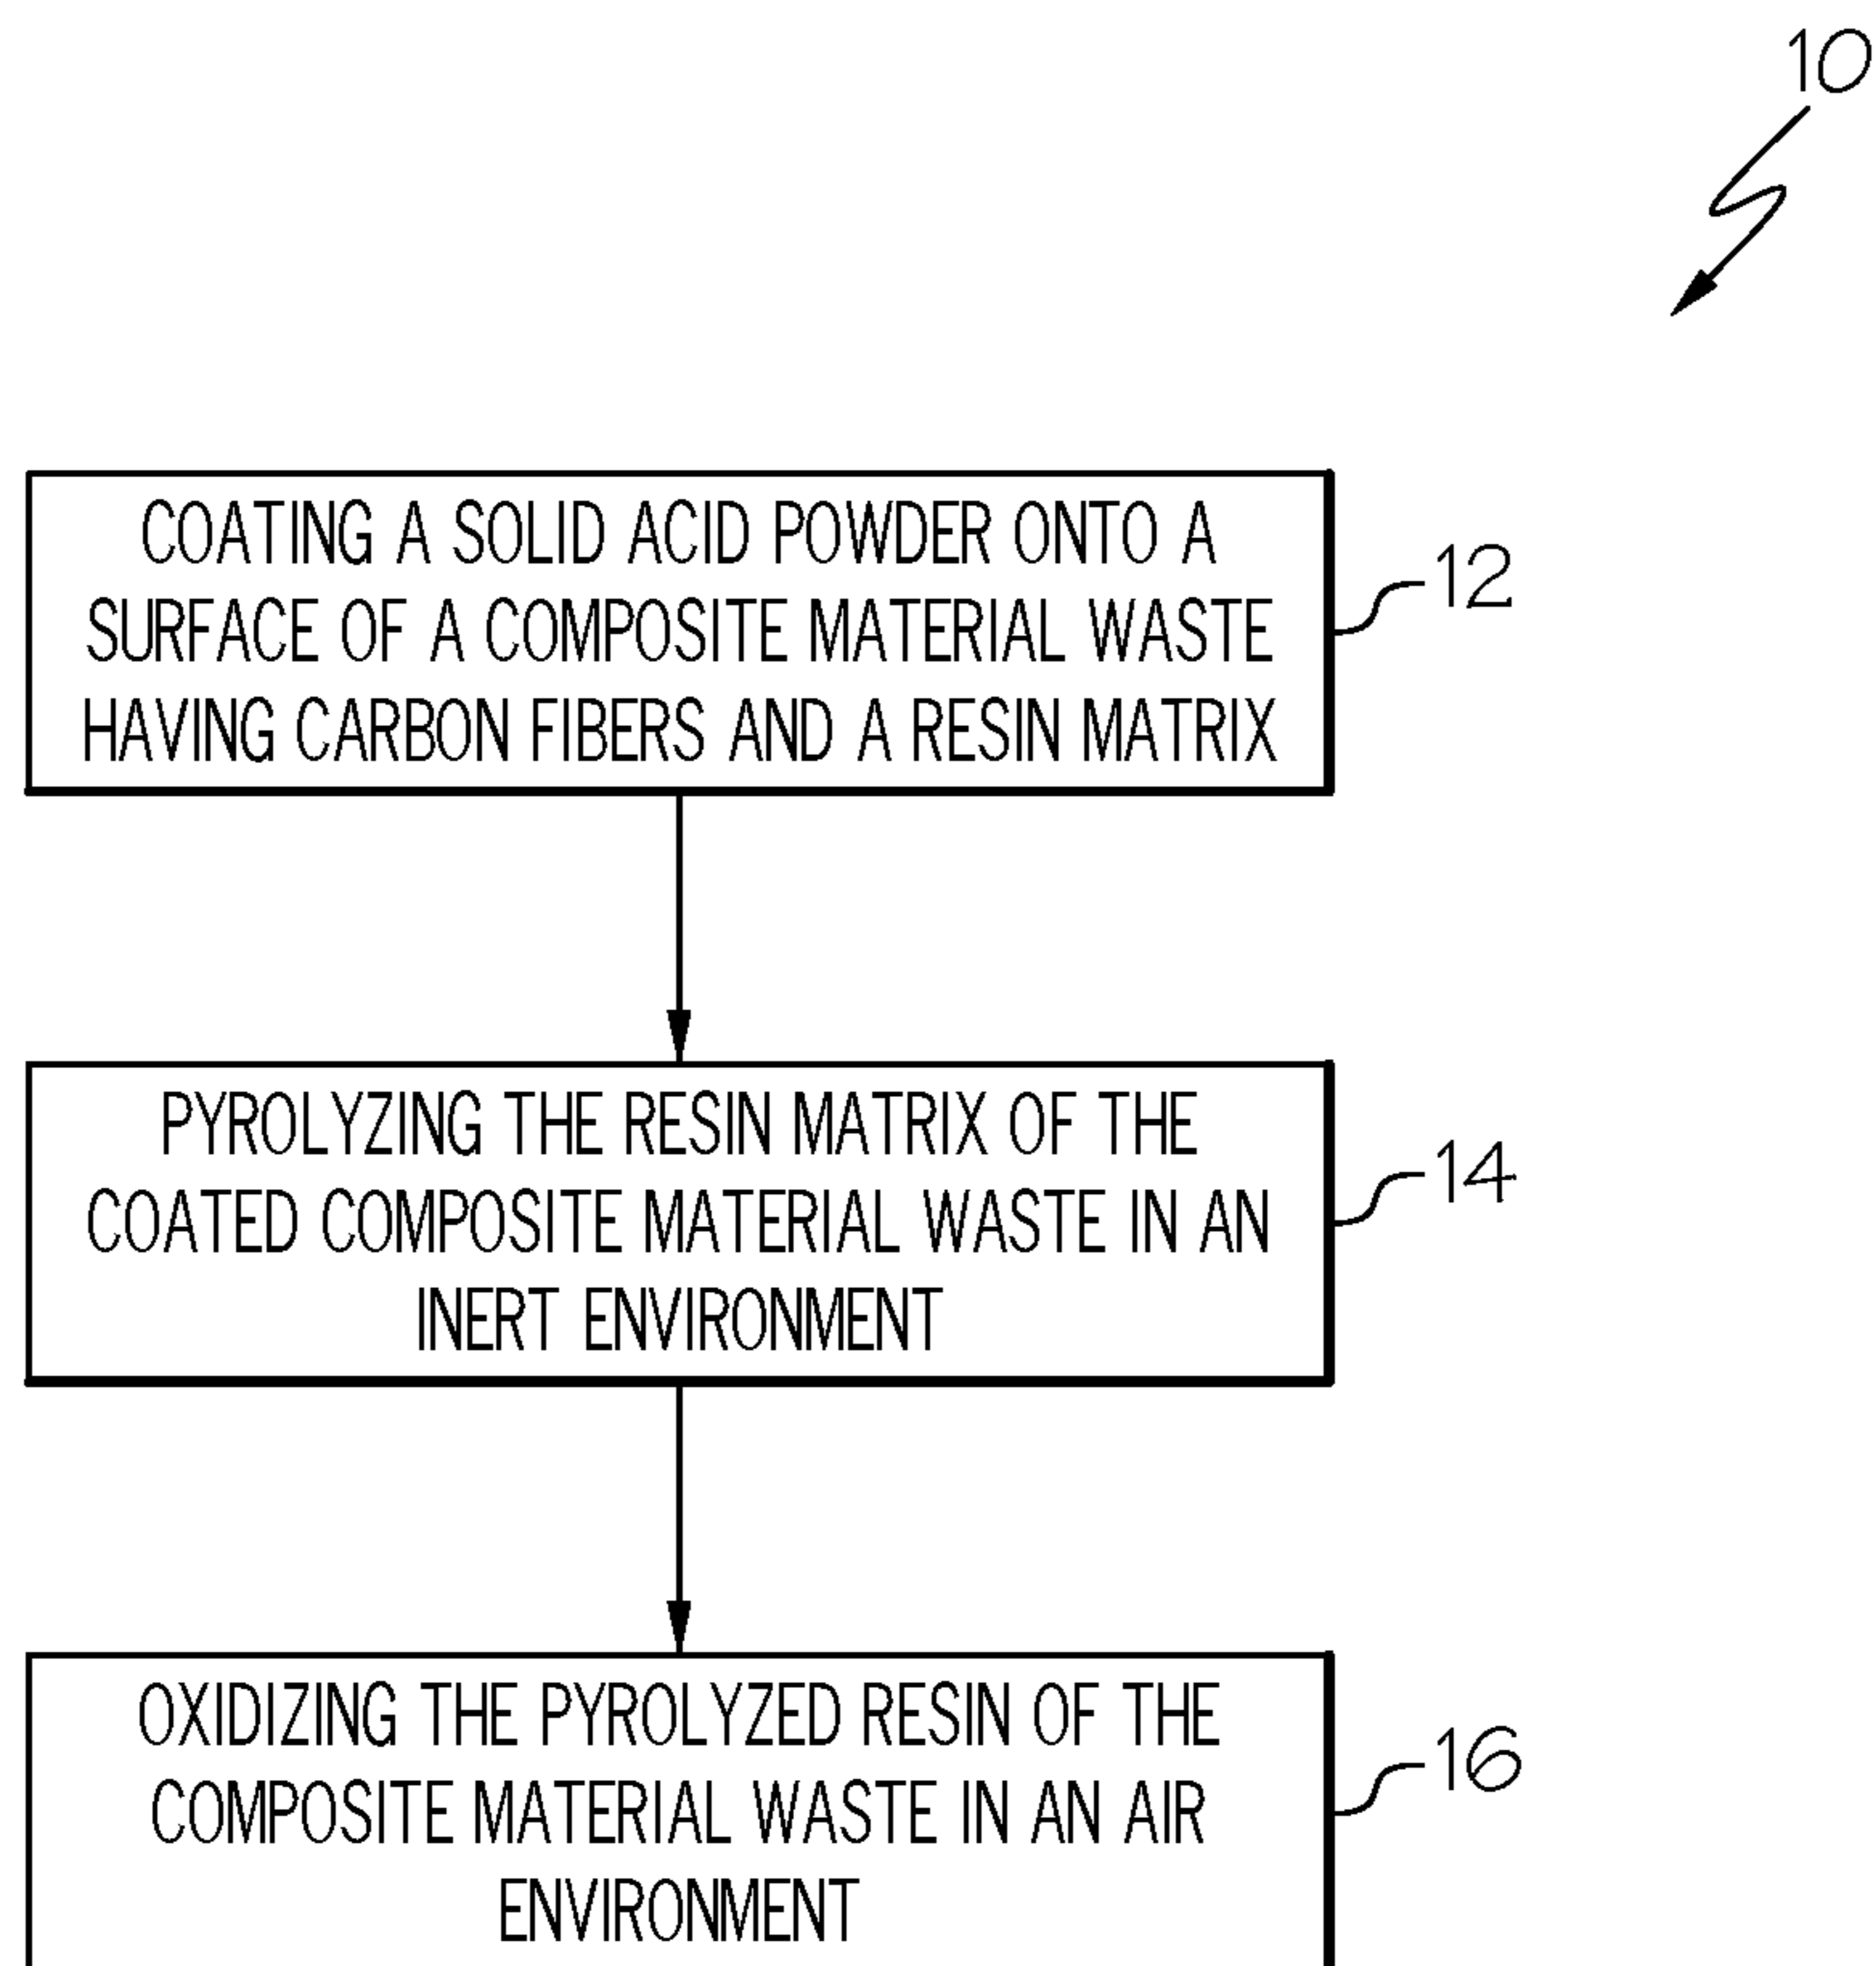 10
COATING A SOLID ACID POWDER ONTO A
SURFACE OF A COMPOSITE MATERIAL WASTE
HAVING CARBON FIBERS AND A RESIN MATRIX
12
PYROLYZING THE RESIN MATRIX OF THE
COATED COMPOSITE MATERIAL WASTE IN AN
INERT ENVIRONMENT
14
OXIDIZING THE PYROLYZED RESIN OF THE
COMPOSITE MATERIAL WASTE IN AN AIR
ENVIRONMENT
16